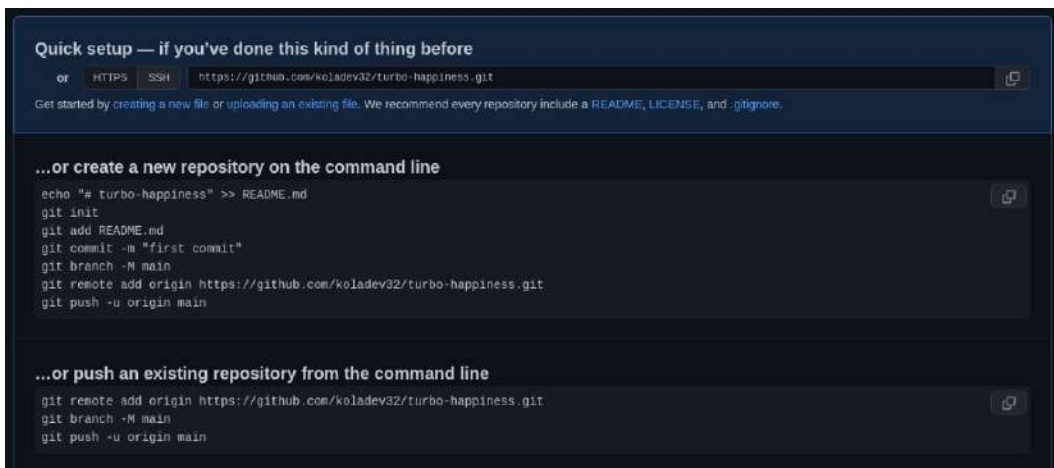 Quick setup — if you've done this kind of thing before
or HTTPS SSH https://github.com/koladev32/turbo-happiness.git
Get started by creating a new file or uploading an existing file. We recommend every repository include a README, LICENSE, and .gitignore.
...or create a new repository on the command line
echo "# turbo-happiness" >> README.md
git init
git add README.md
git commit -m "first commit"
git branch -M main
git remote add origin https://github.com/koladev32/turbo-happiness.git
git push -u origin main
...or push an existing repository from the command line
git remote add origin https://github.com/koladev32/turbo-happiness.git
git branch -M main
git push -u origin main